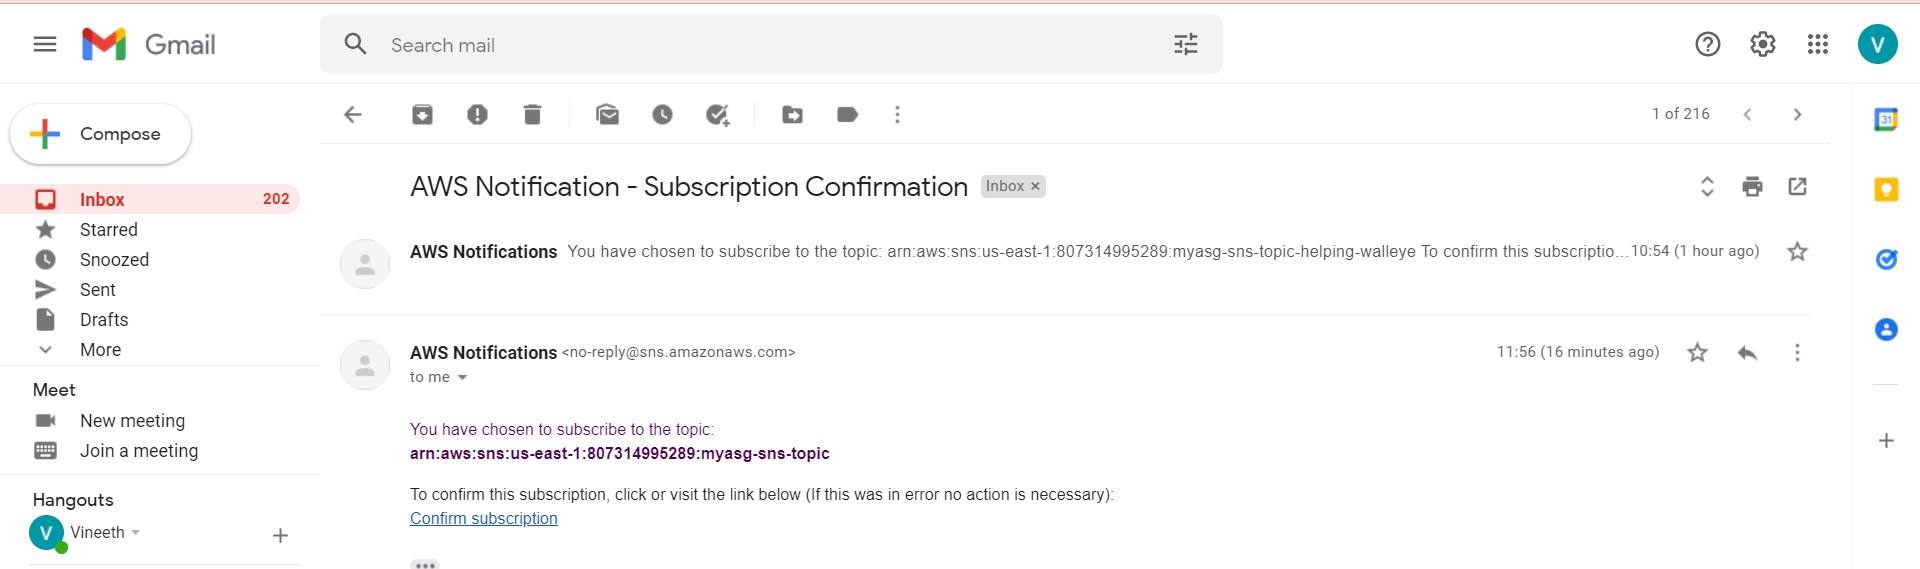 Gmail
Search mail
V
Compose
1 of 216
31
Inbox 202
Starred
Snoozed
Sent
Drafts
More
Meet
New meeting
Join a meeting
Hangouts
V Vineeth
AWS Notification - Subscription Confirmation Inbox ×
AWS Notifications You have chosen to subscribe to the topic: arn:aws:sns:us-east-1:807314995289:myasg-sns-topic-helping-walleye To confirm this subscriptio... 10:54 (1 hour ago)
AWS Notifications <no-reply@sns.amazonaws.com> 11:56 (16 minutes ago)
to me
You have chosen to subscribe to the topic:
arn:aws:sns:us-east-1:807314995289:myasg-sns-topic
To confirm this subscription, click or visit the link below (If this was in error no action is necessary):
Confirm subscription